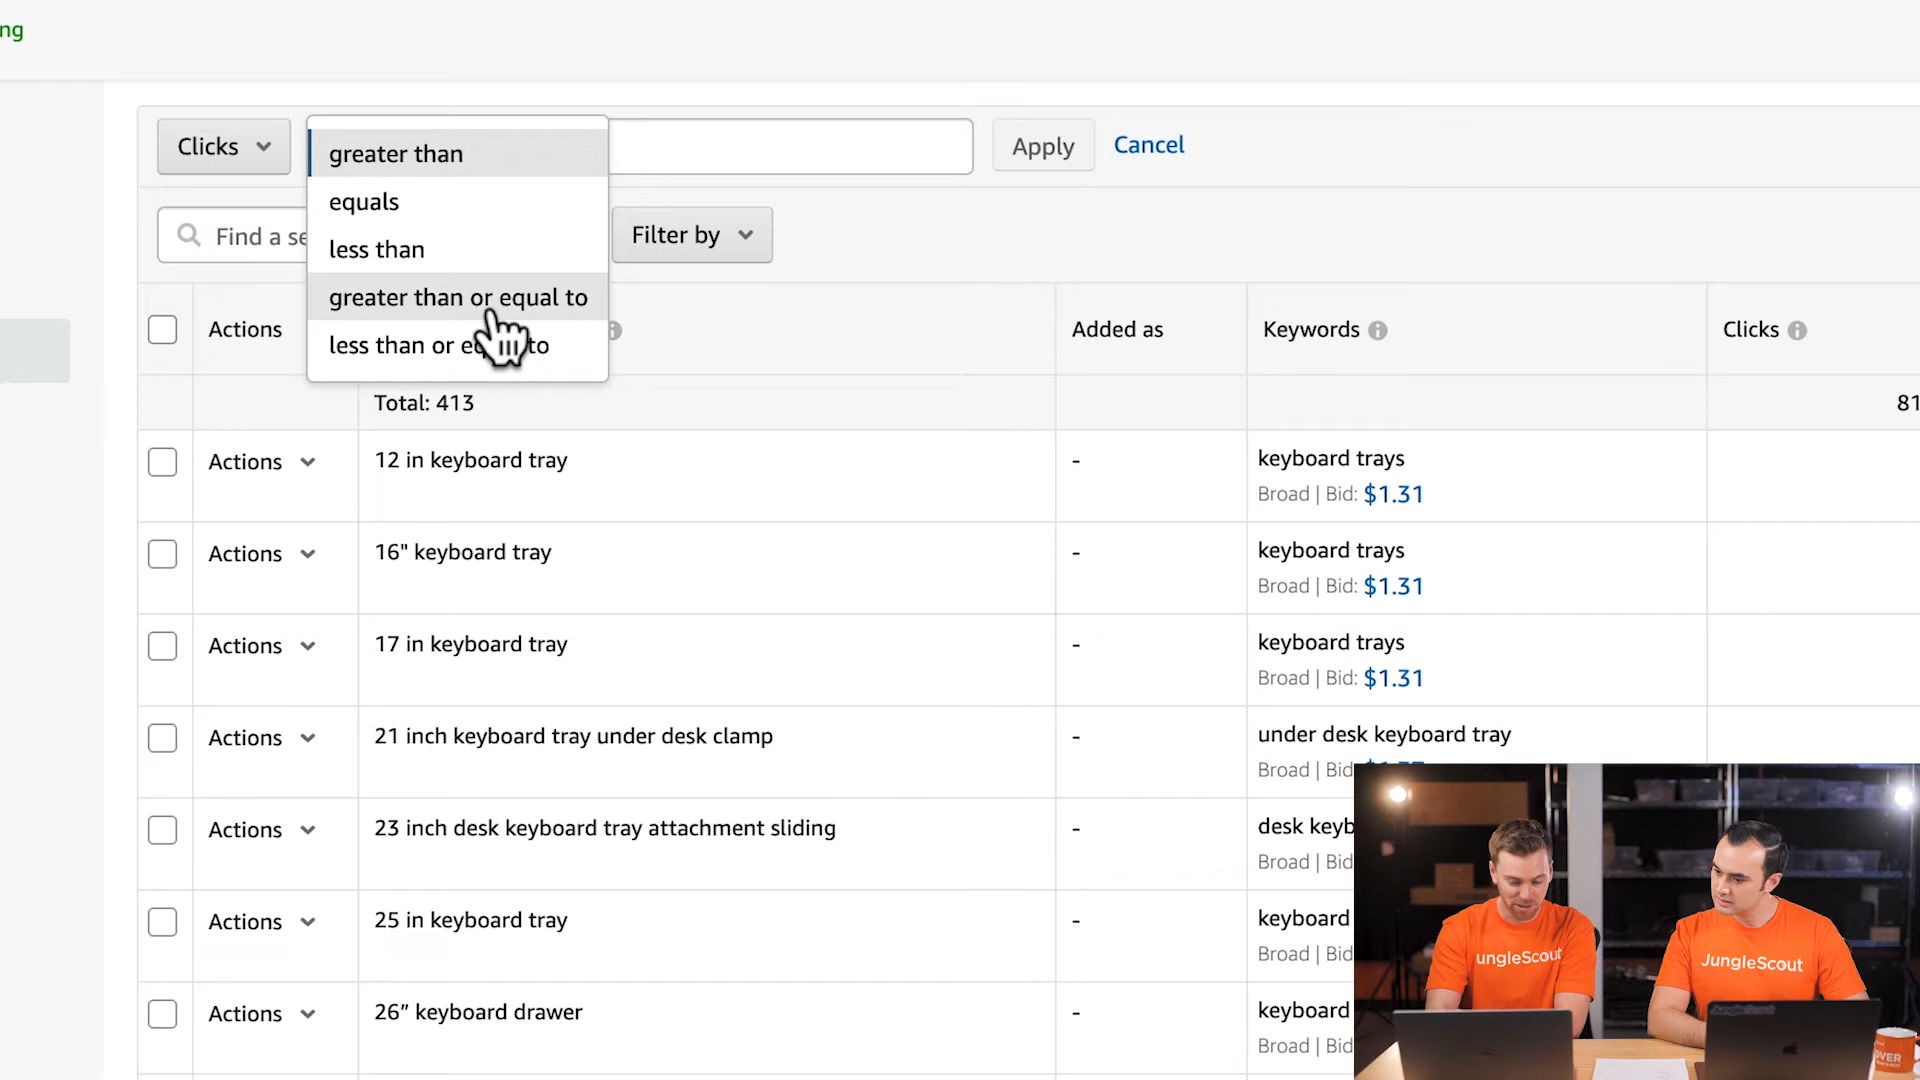 ng
Clicks
greater than
Apply
Cancel
equals
less than
greater than or equal to
less than or to
Find a
Filter by
Actions
Added as
Keywords
Clicks
Total: 413
81
Actions
12 in keyboard tray
-
keyboard trays
Broad | Bid: $1.31
Actions
16" keyboard tray
-
keyboard trays
Broad | Bid: $1.31
Actions
17 in keyboard tray
-
keyboard trays
Broad | Bid: $1.31
Actions
21 inch keyboard tray under desk clamp
-
under desk keyboard tray
Broad | Bid
Actions
23 inch desk keyboard tray attachment sliding
-
desk keyb
Broad | Bid
Actions
25 in keyboard tray
-
keyboard
Broad | Bid
Actions
26” keyboard drawer
-
keyboard
Broad | Bid
ungleScout
JungleScout
JungleScout
OVER